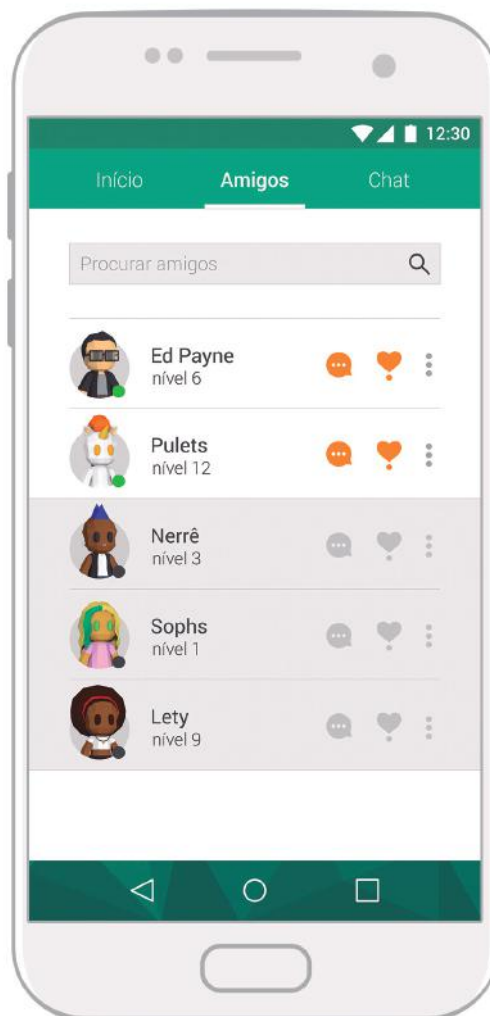 12:30
Início Amigos Chat
Procurar amigos
Ed Payne
nível 6
Pulets
nível 12
Nerrê
nível 3
Sophs
nível 1
Lety
nível 9